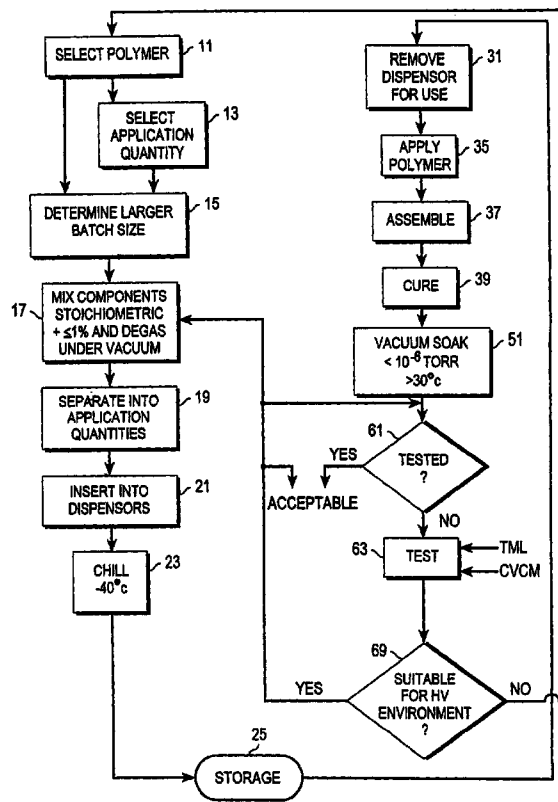 SELECT POLYMER
11
SELECT
APPLICATION
QUANTITY
13
DETERMINE LARGER
BATCH SIZE
15
MIX COMPONENTS
STOICHIOMETRIC
+ ≤1% AND DEGAS
UNDER VACUUM
17
SEPARATE INTO
APPLICATION
QUANTITIES
19
INSERT INTO
DISPENSORS
21
CHILL
-40°c
23
STORAGE
25
REMOVE
DISPENSOR
FOR USE
31
APPLY
POLYMER
35
ASSEMBLE
37
CURE
39
VACUUM SOAK
< 10⁻⁶ TORR
>30°c
51
61
TESTED
?
YES
ACCEPTABLE
NO
63
TEST
TML
CVCM
69
SUITABLE
FOR HV
ENVIRONMENT
?
YES
NO